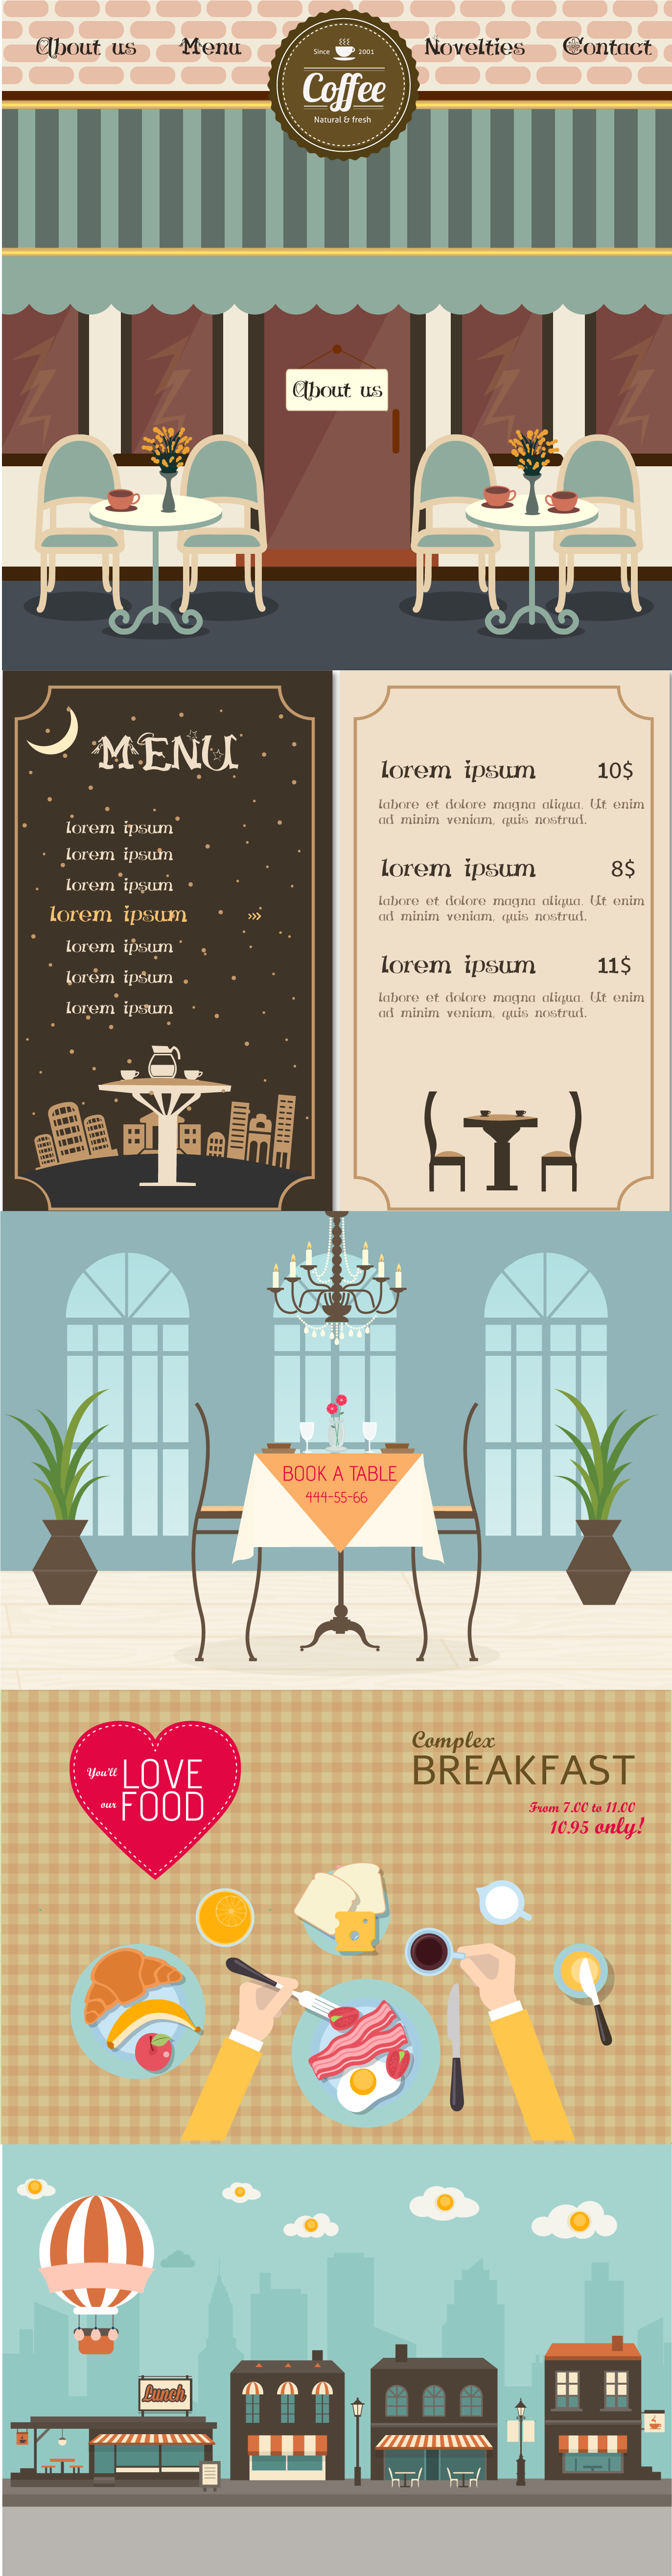 About us
Menu
Since 2001
Coffee
Natural & fresh
Novelties
Contact
About us
MENU
lorem ipsum
lorem ipsum
lorem ipsum
lorem ipsum »»
lorem ipsum
lorem ipsum
lorem ipsum
lorem ipsum 10$
labore et dolore magna aliqua. Ut enim
ad minim veniam, quis nostrud.
lorem ipsum 8$
labore et dolore magna aliqua. Ut enim
ad minim veniam, quis nostrud.
lorem ipsum 11$
labore et dolore magna aliqua. Ut enim
ad minim veniam, quis nostrud.
BOOK A TABLE
444-55-66
You'll LOVE
our FOOD
Complex
BREAKFAST
From 7.00 to 11.00
10.95 only!
Lunch